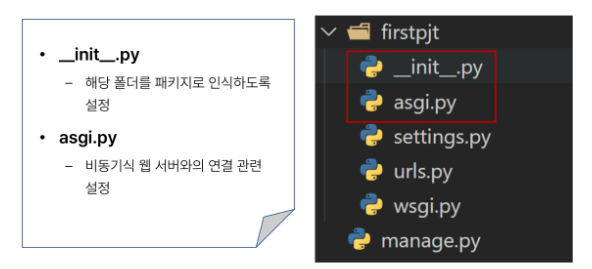 • __init__.py
– 해당 폴더를 패키지로 인식하도록
설정
• asgi.py
– 비동기식 웹 서버와의 연결 관련
설정
firstpjt
__init__.py
asgi.py
settings.py
urls.py
wsgi.py
manage.py